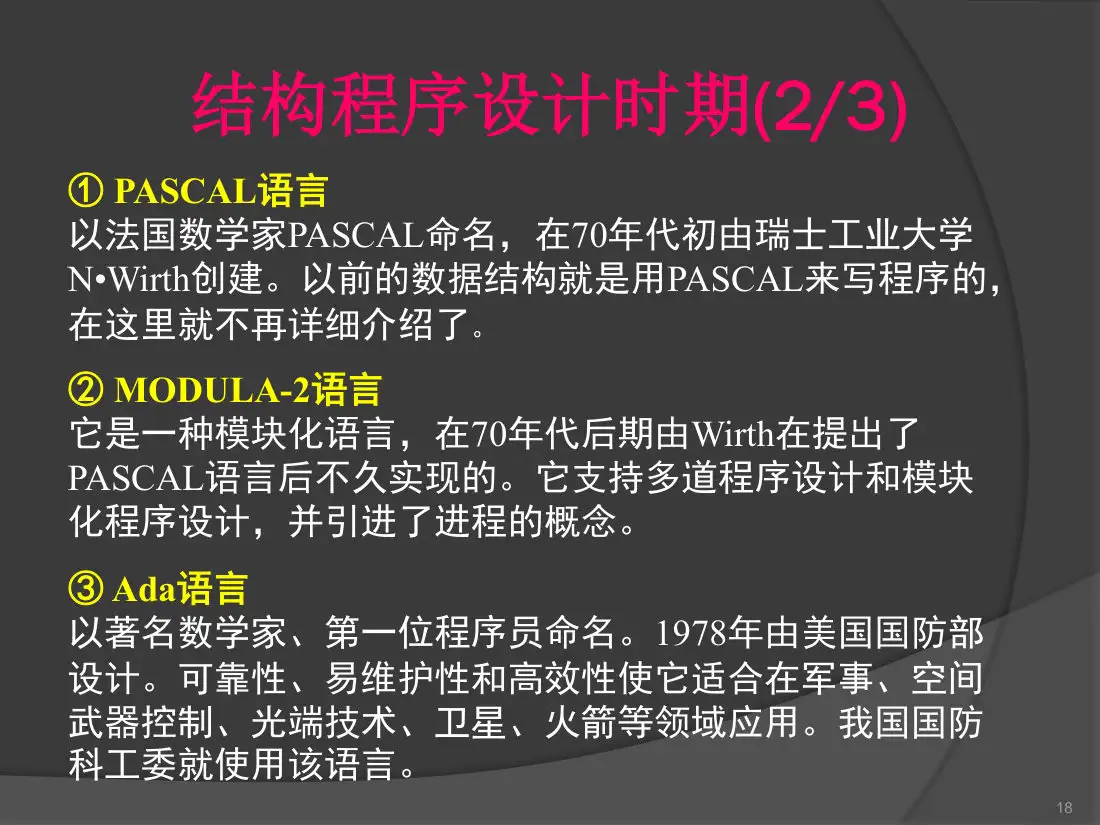 结构程序设计时期(2/3)
① PASCAL语言
以法国数学家PASCAL命名，在70年代初由瑞士工业大学
N•Wirth创建。以前的数据结构就是用PASCAL来写程序的，
在这里就不再详细介绍了。
② MODULA-2语言
它是一种模块化语言，在70年代后期由Wirth在提出了
PASCAL语言后不久实现的。它支持多道程序设计和模块
化程序设计，并引进了进程的概念。
③ Ada语言
以著名数学家、第一位程序员命名。1978年由美国国防部
设计。可靠性、易维护性和高效性使它适合在军事、空间
武器控制、光端技术、卫星、火箭等领域应用。我国国防
科工委就使用该语言。
18